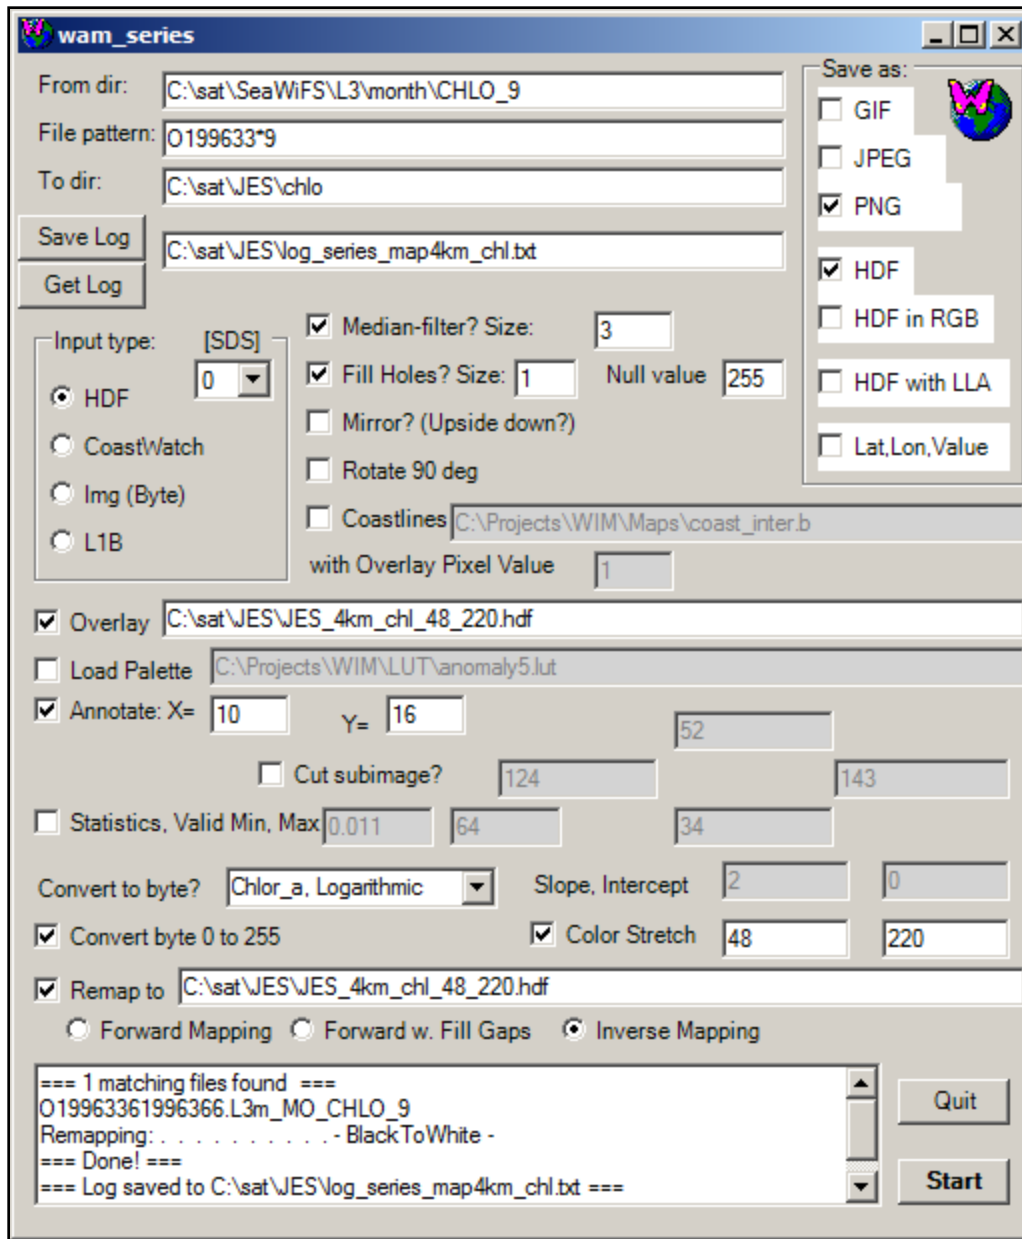 wam_series
From dir: C:\sat\SeaWiFS\L3\month\CHLO_9
File pattern: O199633*9
To dir: C:\sat\JES\chlo
Save Log
C:\sat\JES\log_series_map4km_chl.txt
Get Log
Save as:
GIF
JPEG
PNG
HDF
HDF in RGB
HDF with LLA
Lat,Lon,Value
Input type: [SDS]
0
HDF
CoastWatch
Img (Byte)
L1B
Median-filter? Size: 3
Fill Holes? Size: 1 Null value 255
Mirror? (Upside down?)
Rotate 90 deg
Coastlines C:\Projects\WIM\Maps\coast_inter.b
with Overlay Pixel Value 1
Overlay C:\sat\JES\JES_4km_chl_48_220.hdf
Load Palette C:\Projects\WIM\LUT\anomaly5.lut
Annotate: X= 10 Y= 16
52
Cut subimage? 124 143
Statistics, Valid Min, Max 0.011 64 34
Convert to byte? Chlor_a, Logarithmic Slope, Intercept 2 0
Convert byte 0 to 255 Color Stretch 48 220
Remap to C:\sat\JES\JES_4km_chl_48_220.hdf
Forward Mapping Forward w. Fill Gaps Inverse Mapping
=== 1 matching files found ===
O19963361996366.L3m_MO_CHLO_9
Remapping: . . . . . . . . . . - BlackToWhite -
=== Done! ===
=== Log saved to C:\sat\JES\log_series_map4km_chl.txt ===
Quit
Start